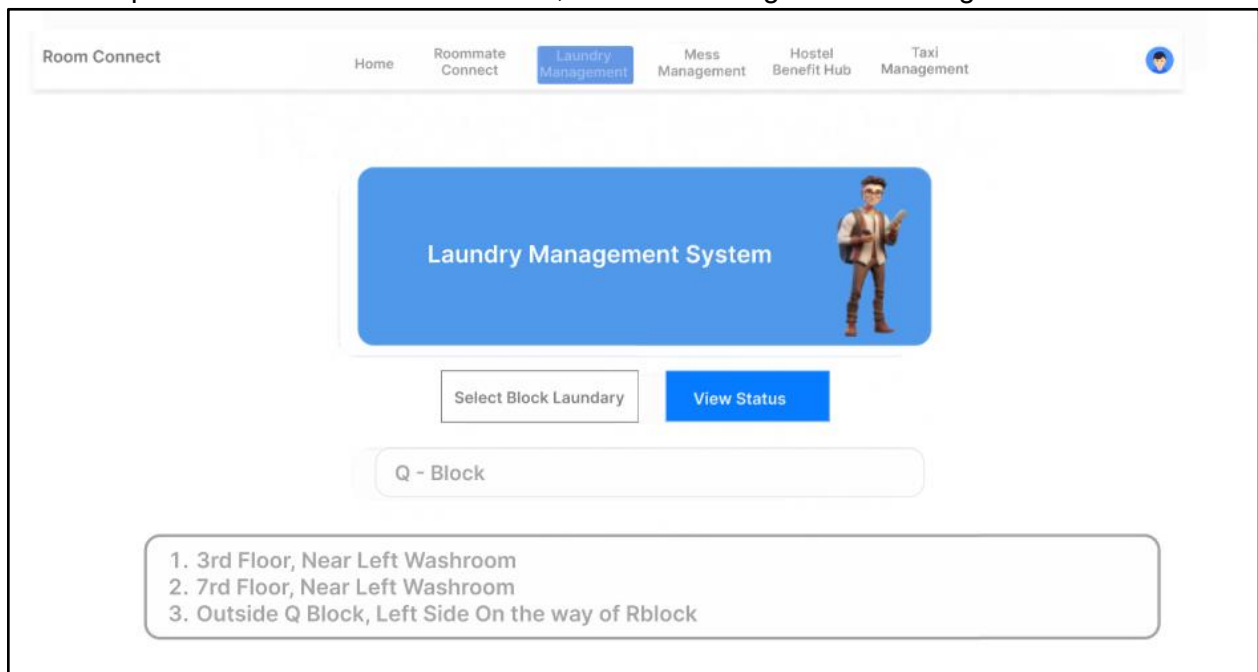 Room Connect
Home
Roommate
Connect
Laundry
Management
Mess
Management
Hostel
Benefit Hub
Taxi
Management
Laundry Management System
Select Block Laundary
View Status
Q - Block
1. 3rd Floor, Near Left Washroom
2. 7rd Floor, Near Left Washroom
3. Outside Q Block, Left Side On the way of Rblock